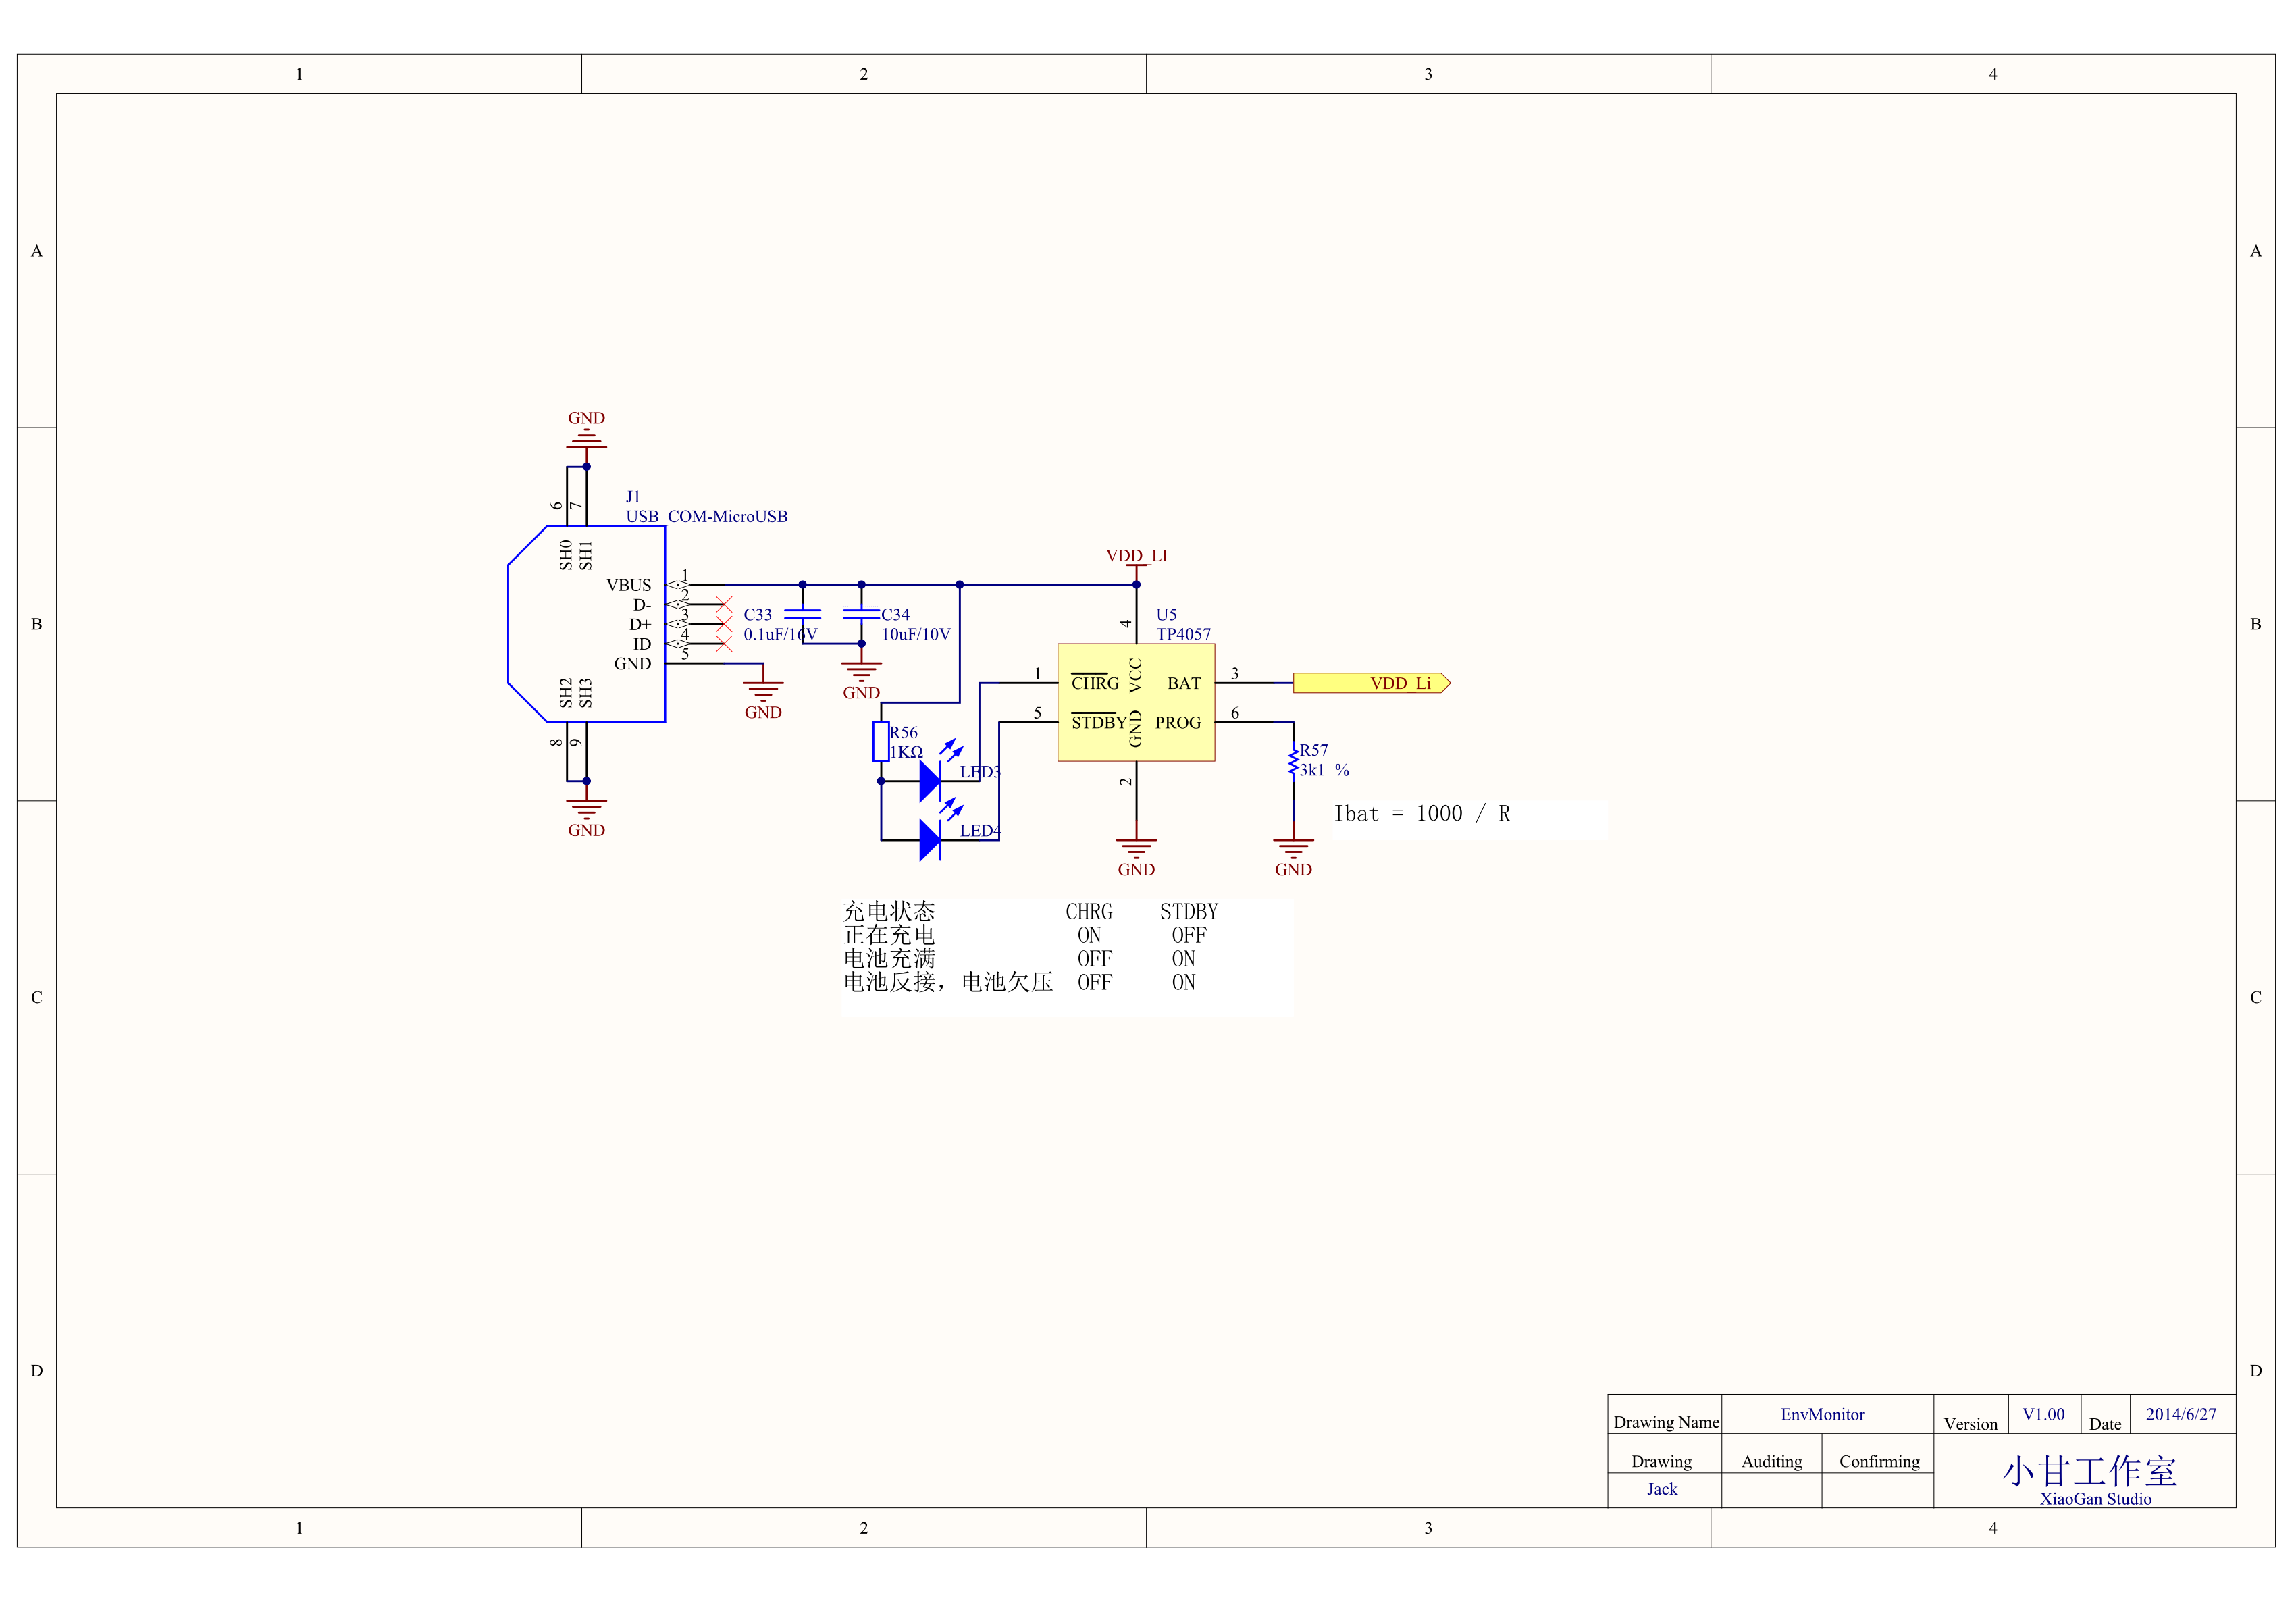 1 2 3 4
A A
GND
6 7
J1
USB_COM-MicroUSB
SH0 SH1
VDD_LI
VBUS 1
D- 2
D+ 3
ID 4
GND 5
B B
C33
0.1uF/16V
C34
10uF/10V
4
U5
TP4057
SH2 SH3
GND
GND
1 CHRG VCC BAT 3 VDD_Li
5 STDBY GND PROG 6
8 9
R56
1KΩ
LED3
2
R57
3k1 %
GND
LED4
Ibat = 1000 / R
GND
GND
充电状态 CHRG STDBY
正在充电 ON OFF
电池充满 OFF ON
电池反接，电池欠压 OFF ON
C C
D D
Drawing Name EnvMonitor Version V1.00 Date 2014/6/27
Drawing Auditing Confirming
小甘工作室
Jack
XiaoGan Studio
1 2 3 4